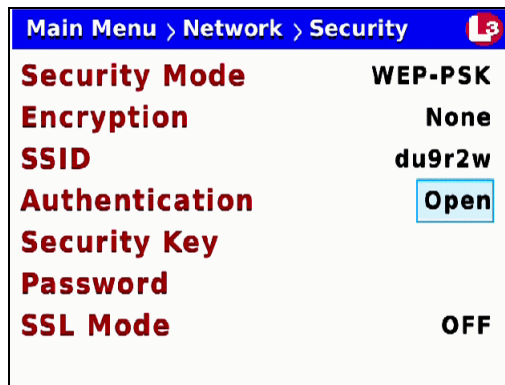 Main Menu > Network > Security L3
Security Mode WEP-PSK
Encryption None
SSID du9r2w
Authentication Open
Security Key
Password
SSL Mode OFF